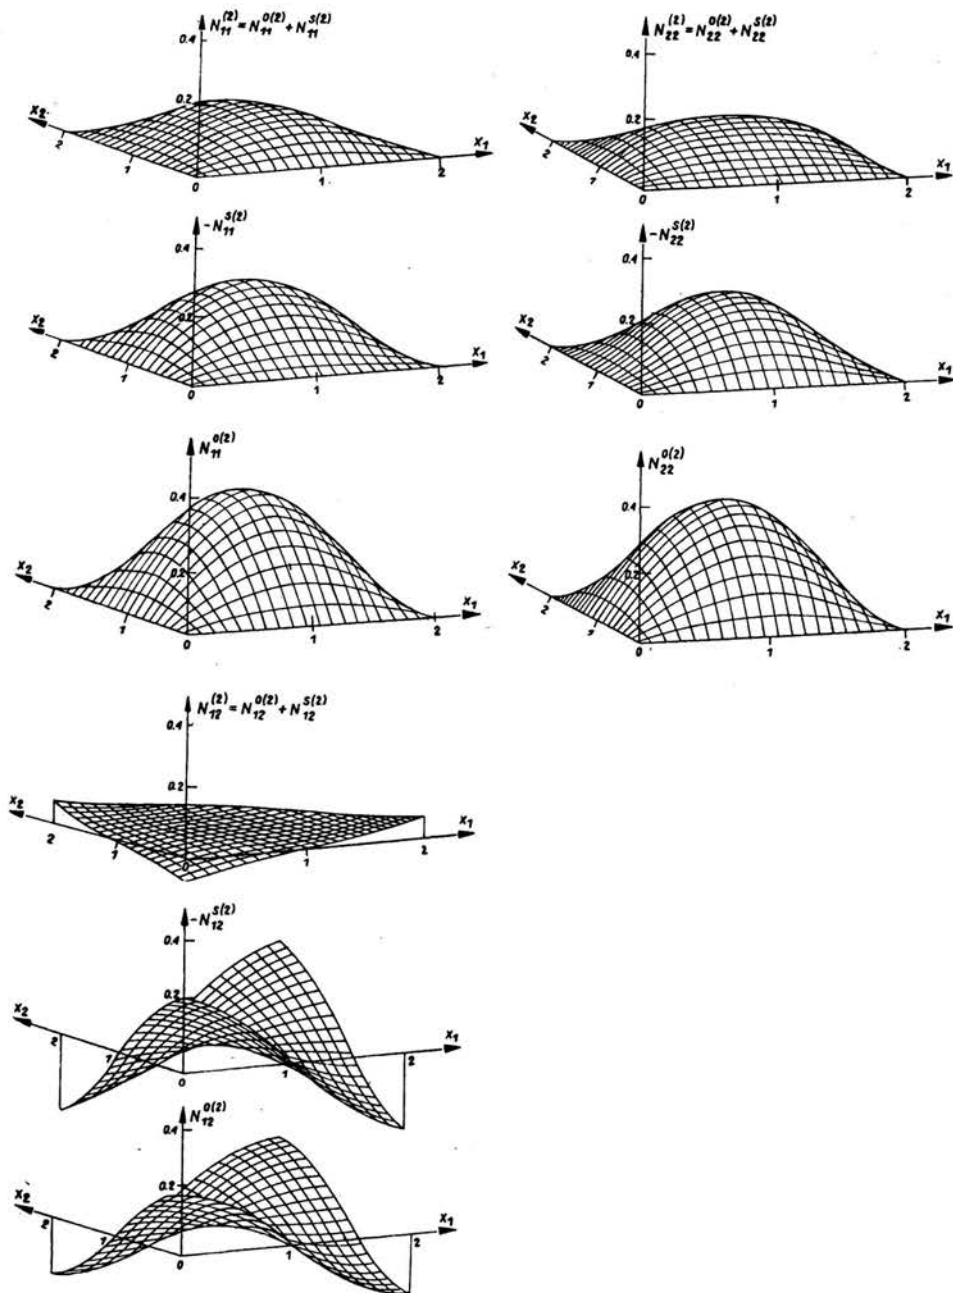 N₁₁⁽²⁾ = N₁₁⁰⁽²⁾ + N₁₁ˢ⁽²⁾
0.4
0.2
x₂
2
1
0
1
2
x₁
N₂₂⁽²⁾ = N₂₂⁰⁽²⁾ + N₂₂ˢ⁽²⁾
0.4
0.2
x₂
2
1
0
1
2
x₁
-N₁₁ˢ⁽²⁾
0.4
0.2
x₂
2
1
0
1
2
x₁
-N₂₂ˢ⁽²⁾
0.4
0.2
x₂
2
1
0
1
2
x₁
N₁₁⁰⁽²⁾
0.4
0.2
x₂
2
1
0
1
2
x₁
N₂₂⁰⁽²⁾
0.4
0.2
x₂
2
1
0
1
2
x₁
N₁₂⁽²⁾ = N₁₂⁰⁽²⁾ + N₁₂ˢ⁽²⁾
0.4
0.2
x₂
2
1
0
1
2
x₁
-N₁₂ˢ⁽²⁾
0.4
0.2
x₂
2
1
0
1
2
x₁
N₁₂⁰⁽²⁾
0.4
0.2
x₂
2
1
0
1
2
x₁